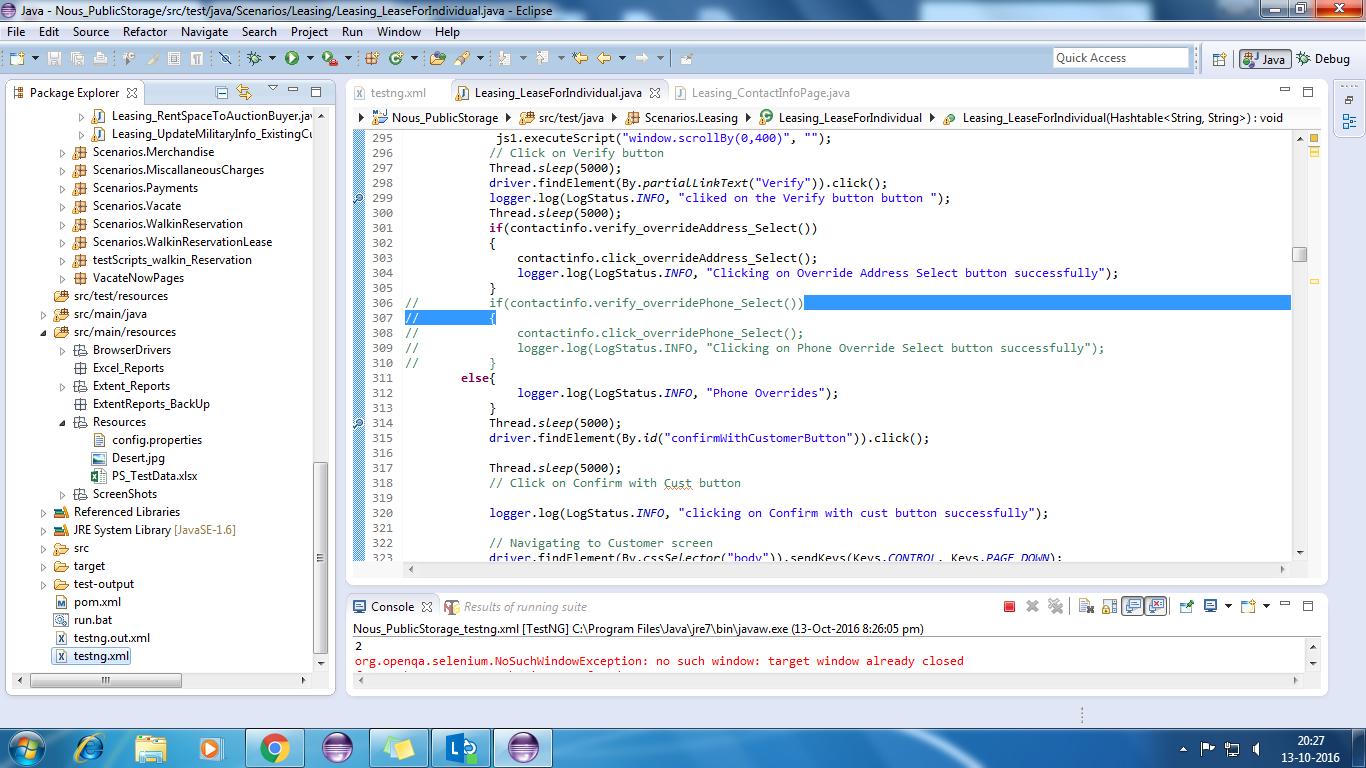 Java - Nous_PublicStorage/src/test/java/Scenarios/Leasing/Leasing_LeaseForIndividual.java - Eclipse
File Edit Source Refactor Navigate Search Project Run Window Help
Quick Access
Java
Debug
Package Explorer
Leasing_RentSpaceToAuctionBuyer.jav
Leasing_UpdateMilitaryInfo_ExistingCu
Scenarios.Merchandise
Scenarios.MiscallaneousCharges
Scenarios.Payments
Scenarios.Vacate
Scenarios.WalkinReservation
Scenarios.WalkinReservationLease
testScripts_walkin_Reservation
VacateNowPages
src/test/resources
src/main/java
src/main/resources
BrowserDrivers
Excel_Reports
Extent_Reports
ExtentReports_BackUp
Resources
config.properties
Desert.jpg
PS_TestData.xlsx
ScreenShots
Referenced Libraries
JRE System Library [JavaSE-1.6]
src
target
test-output
pom.xml
run.bat
testng.out.xml
testng.xml
testng.xml Leasing_LeaseForIndividual.java Leasing_ContactInfoPage.java
Nous_PublicStorage src/test/java Scenarios.Leasing Leasing_LeaseForIndividual Leasing_LeaseForIndividual(Hashtable<String, String>) : void
295 js1.executeScript("window.scrollBy(0,400)", "");
296 // Click on Verify button
297 Thread.sleep(5000);
298 driver.findElement(By.partialLinkText("Verify")).click();
299 logger.log(LogStatus.INFO, "cliked on the Verify button button ");
300 Thread.sleep(5000);
301 if(contactinfo.verify_overrideAddress_Select())
302 {
303 contactinfo.click_overrideAddress_Select();
304 logger.log(LogStatus.INFO, "Clicking on Override Address Select button successfully");
305 }
306 // if(contactinfo.verify_overridePhone_Select())
307 // {
308 // contactinfo.click_overridePhone_Select();
309 // logger.log(LogStatus.INFO, "Clicking on Phone Override Select button successfully");
310 // }
311 else{
312 logger.log(LogStatus.INFO, "Phone Overrides");
313 }
314 Thread.sleep(5000);
315 driver.findElement(By.id("confirmWithCustomerButton")).click();
316
317 Thread.sleep(5000);
318 // Click on Confirm with Cust button
319
320 logger.log(LogStatus.INFO, "clicking on Confirm with cust button successfully");
321
322 // Navigating to Customer screen
323 driver.findElement(By.cssSelector("body")).sendKeys(Keys.CONTROL, Keys.PAGE_DOWN);
Console Results of running suite
Nous_PublicStorage_testng.xml [TestNG] C:\Program Files\Java\jre7\bin\javaw.exe (13-Oct-2016 8:26:05 pm)
2
org.openqa.selenium.NoSuchWindowException: no such window: target window already closed
20:27
13-10-2016